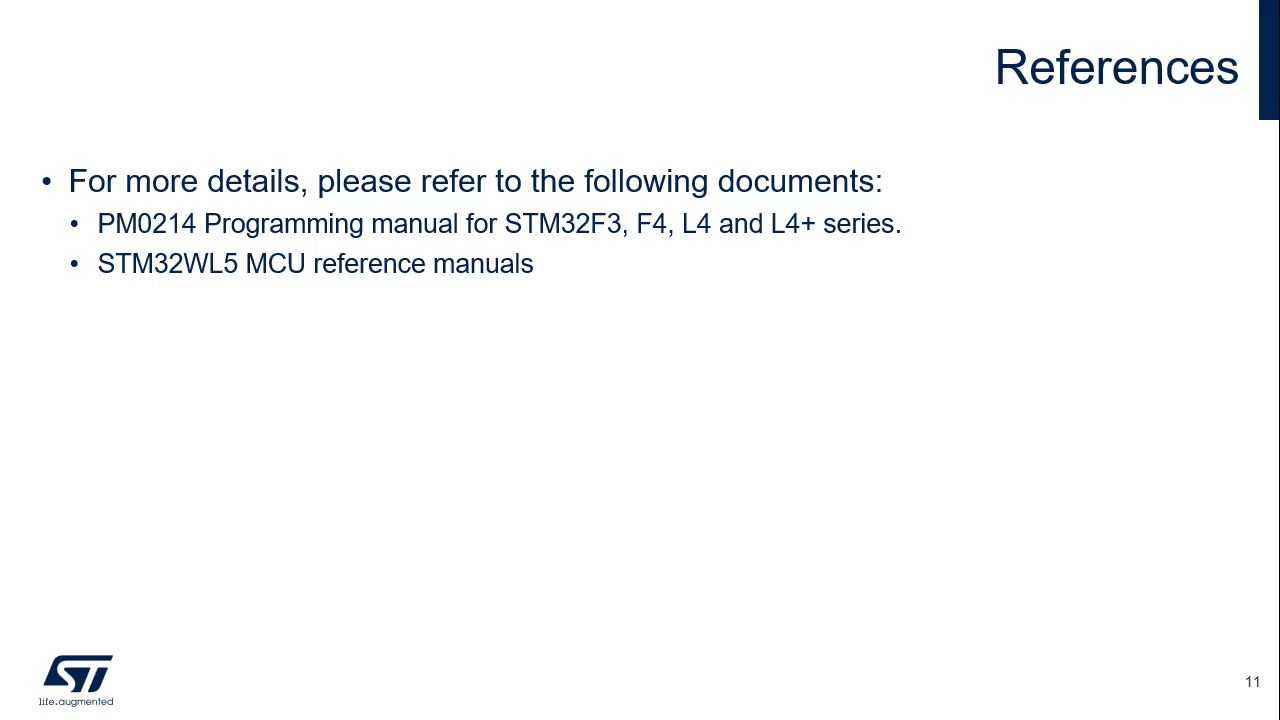 References
• For more details, please refer to the following documents:
• PM0214 Programming manual for STM32F3, F4, L4 and L4+ series.
• STM32WL5 MCU reference manuals
ST
life.augmented
11